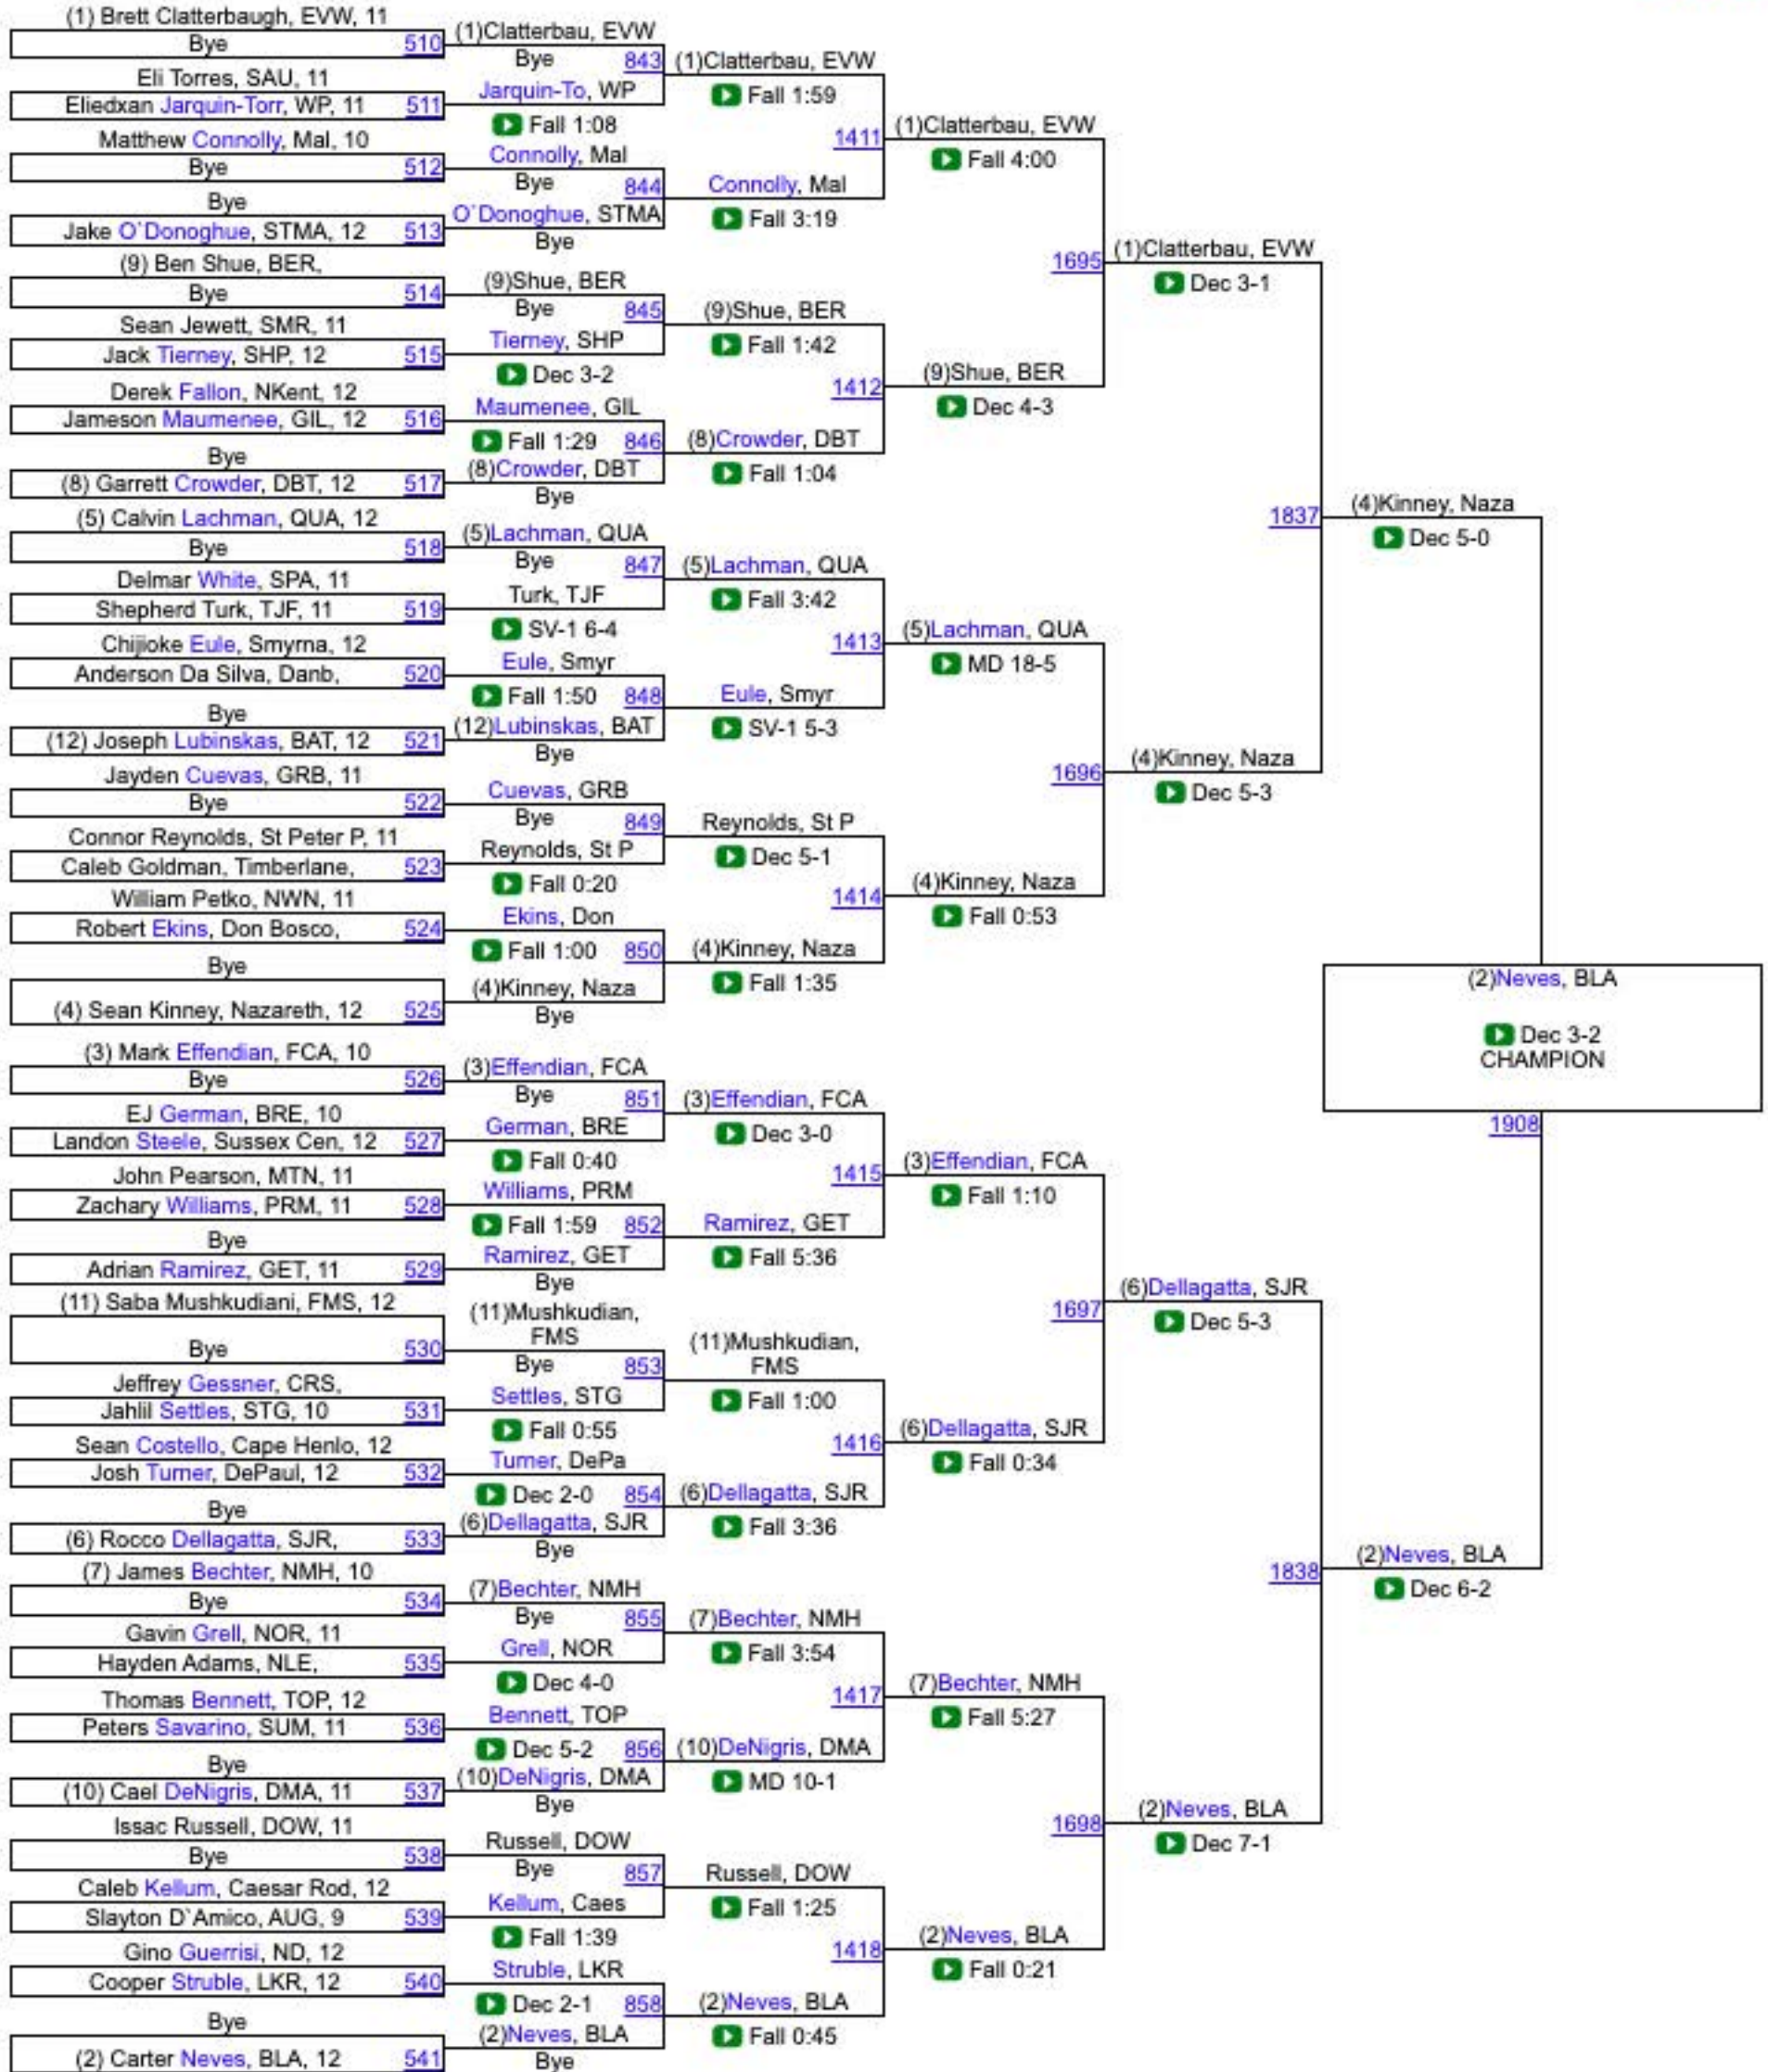 (1) Brett Clatterbaugh, EVW, 11
Bye 510
Eli Torres, SAU, 11
Eliedxan Jarquin-Torr, WP, 11 511
Matthew Connolly, Mal, 10
Bye 512
Bye
Jake O`Donoghue, STMA, 12 513
(9) Ben Shue, BER,
Bye 514
Sean Jewett, SMR, 11
Jack Tierney, SHP, 12 515
Derek Fallon, NKent, 12
Jameson Maumenee, GIL, 12 516
Bye
(8) Garrett Crowder, DBT, 12 517
(5) Calvin Lachman, QUA, 12
Bye 518
Delmar White, SPA, 11
Shepherd Turk, TJF, 11 519
Chijioke Eule, Smyrna, 12
Anderson Da Silva, Danb, 520
Bye
(12) Joseph Lubinskas, BAT, 12 521
Jayden Cuevas, GRB, 11
Bye 522
Connor Reynolds, St Peter P, 11
Caleb Goldman, Timberlane, 523
William Petko, NWN, 11
Robert Ekins, Don Bosco, 524
Bye
(4) Sean Kinney, Nazareth, 12 525
(3) Mark Effendian, FCA, 10
Bye 526
EJ German, BRE, 10
Landon Steele, Sussex Cen, 12 527
John Pearson, MTN, 11
Zachary Williams, PRM, 11 528
Bye
Adrian Ramirez, GET, 11 529
(11) Saba Mushkudiani, FMS, 12
Bye 530
Jeffrey Gessner, CRS,
Jahlil Settles, STG, 10 531
Sean Costello, Cape Henlo, 12
Josh Turner, DePaul, 12 532
Bye
(6) Rocco Dellagatta, SJR, 533
(7) James Bechter, NMH, 10
Bye 534
Gavin Grell, NOR, 11
Hayden Adams, NLE, 535
Thomas Bennett, TOP, 12
Peters Savarino, SUM, 11 536
Bye
(10) Cael DeNigris, DMA, 11 537
Issac Russell, DOW, 11
Bye 538
Caleb Kellum, Caesar Rod, 12
Slayton D`Amico, AUG, 9 539
Gino Guerrisi, ND, 12
Cooper Struble, LKR, 12 540
Bye
(2) Carter Neves, BLA, 12 541
(1)Clatterbau, EVW
Bye 843
Jarquin-To, WP
Fall 1:08
Connolly, Mal
Bye 844
O`Donoghue, STMA
Bye
(9)Shue, BER
Bye 845
Tierney, SHP
Dec 3-2
Maumenee, GIL
Fall 1:29 846
(8)Crowder, DBT
Bye
(5)Lachman, QUA
Bye 847
Turk, TJF
SV-1 6-4
Eule, Smyr
Fall 1:50 848
(12)Lubinskas, BAT
Bye
Cuevas, GRB
Bye 849
Reynolds, St P
Fall 0:20
Ekins, Don
Fall 1:00 850
(4)Kinney, Naza
Bye
(3)Effendian, FCA
Bye 851
German, BRE
Fall 0:40
Williams, PRM
Fall 1:59 852
Ramirez, GET
Bye
(11)Mushkudian,
FMS
Bye 853
Settles, STG
Fall 0:55
Turner, DePa
Dec 2-0 854
(6)Dellagatta, SJR
Bye
(7)Bechter, NMH
Bye 855
Grell, NOR
Dec 4-0
Bennett, TOP
Dec 5-2 856
(10)DeNigris, DMA
Bye
Russell, DOW
Bye 857
Kellum, Caes
Fall 1:39
Struble, LKR
Dec 2-1 858
(2)Neves, BLA
Bye
(1)Clatterbau, EVW
Fall 1:59
1411
Connolly, Mal
Fall 3:19
(9)Shue, BER
Fall 1:42
1412
(8)Crowder, DBT
Fall 1:04
(5)Lachman, QUA
Fall 3:42
1413
Eule, Smyr
SV-1 5-3
Reynolds, St P
Dec 5-1
1414
(4)Kinney, Naza
Fall 1:35
(3)Effendian, FCA
Dec 3-0
1415
Ramirez, GET
Fall 5:36
(11)Mushkudian,
FMS
Fall 1:00
1416
(6)Dellagatta, SJR
Fall 3:36
(7)Bechter, NMH
Fall 3:54
1417
(10)DeNigris, DMA
MD 10-1
Russell, DOW
Fall 1:25
1418
(2)Neves, BLA
Fall 0:45
(1)Clatterbau, EVW
Fall 4:00
1695
(9)Shue, BER
Dec 4-3
(5)Lachman, QUA
MD 18-5
1696
(4)Kinney, Naza
Fall 0:53
(3)Effendian, FCA
Fall 1:10
1697
(6)Dellagatta, SJR
Fall 0:34
(7)Bechter, NMH
Fall 5:27
1698
(2)Neves, BLA
Fall 0:21
(1)Clatterbau, EVW
Dec 3-1
1837
(4)Kinney, Naza
Dec 5-3
(6)Dellagatta, SJR
Dec 5-3
1838
(2)Neves, BLA
Dec 7-1
(4)Kinney, Naza
Dec 5-0
(2)Neves, BLA
Dec 3-2
CHAMPION
1908
(2)Neves, BLA
Dec 6-2